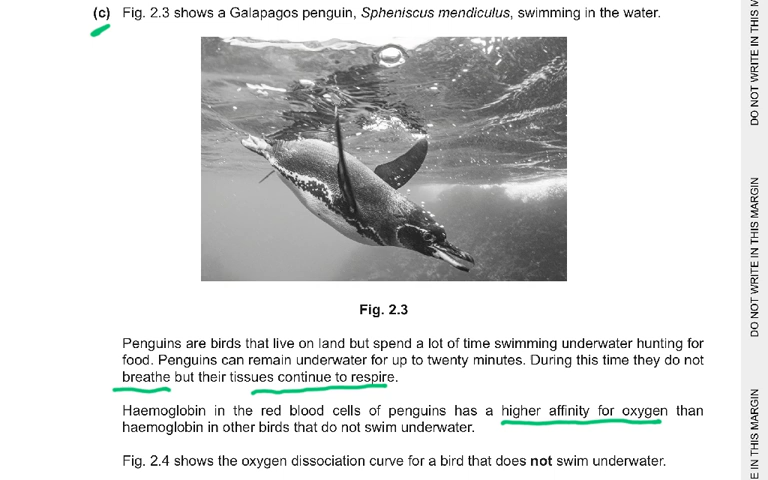 (c) Fig. 2.3 shows a Galapagos penguin, Spheniscus mendiculus, swimming in the water.
Fig. 2.3
Penguins are birds that live on land but spend a lot of time swimming underwater hunting for
food. Penguins can remain underwater for up to twenty minutes. During this time they do not
breathe but their tissues continue to respire.
Haemoglobin in the red blood cells of penguins has a higher affinity for oxygen than
haemoglobin in other birds that do not swim underwater.
Fig. 2.4 shows the oxygen dissociation curve for a bird that does not swim underwater.
DO NOT WRITE IN THIS M
DO NOT WRITE IN THIS MARGIN
E IN THIS MARGIN